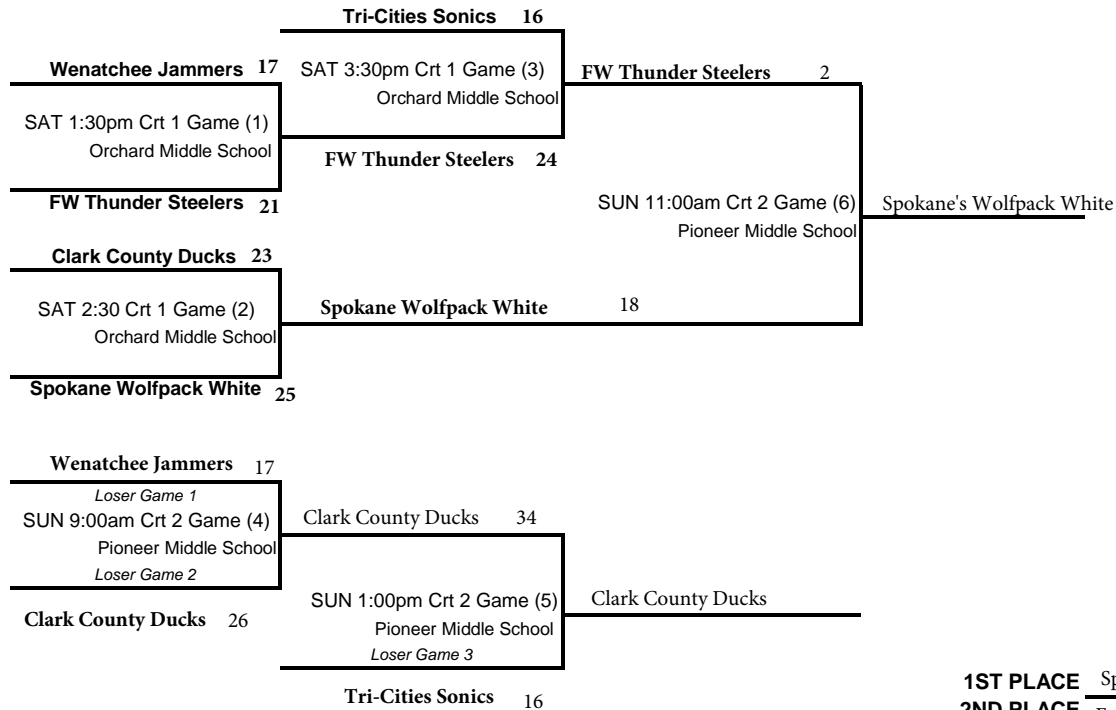 Tri-Cities Sonics 16
Wenatchee Jammers 17
SAT 3:30pm Crt 1 Game (3)
Orchard Middle School
FW Thunder Steelers 2
SAT 1:30pm Crt 1 Game (1)
Orchard Middle School
FW Thunder Steelers 24
FW Thunder Steelers 21
SUN 11:00am Crt 2 Game (6)
Pioneer Middle School
Spokane's Wolfpack White
Clark County Ducks 23
SAT 2:30 Crt 1 Game (2)
Orchard Middle School
Spokane Wolfpack White 18
Spokane Wolfpack White 25
Wenatchee Jammers 17
Loser Game 1
SUN 9:00am Crt 2 Game (4)
Pioneer Middle School
Loser Game 2
Clark County Ducks 34
Clark County Ducks 26
SUN 1:00pm Crt 2 Game (5)
Pioneer Middle School
Loser Game 3
Clark County Ducks
Tri-Cities Sonics 16
1ST PLACE Sp
2ND PLACE